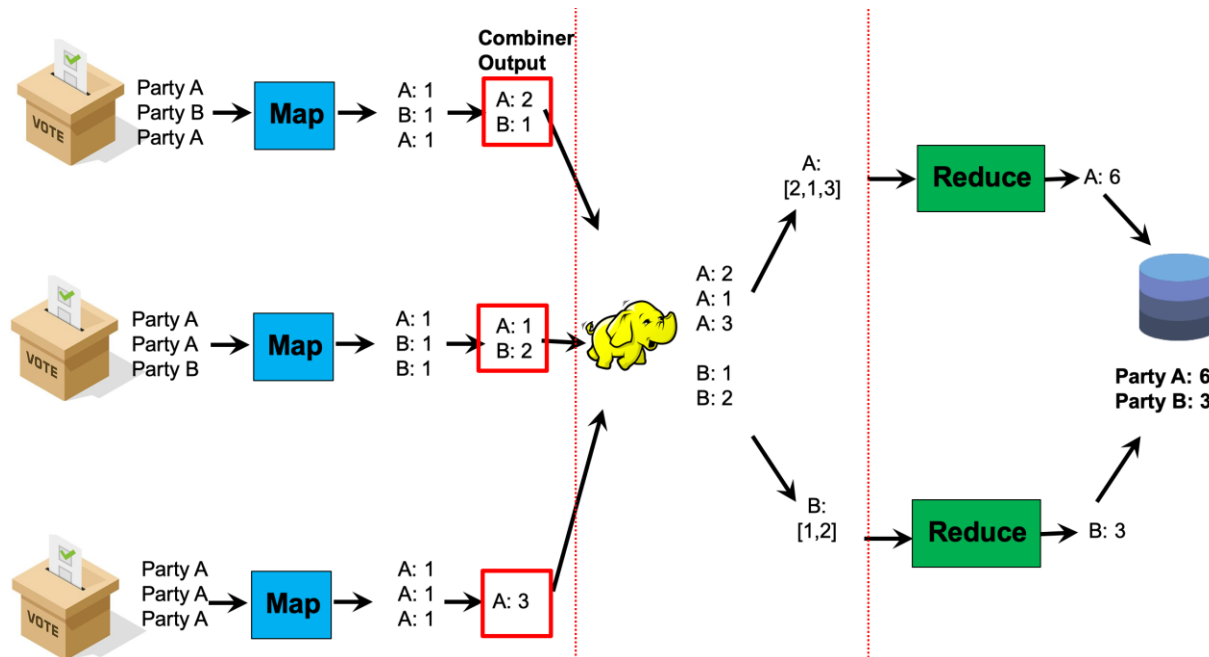 Combiner
Output
Party A
Party B
Party A
VOTE
Map
A: 1
B: 1
A: 1
A: 2
B: 1
A:
[2,1,3]
Reduce
A: 6
Party A
Party A
Party B
VOTE
Map
A: 1
B: 1
B: 1
A: 1
B: 2
A: 2
A: 1
A: 3
B: 1
B: 2
Party A: 6
Party B: 3
Party A
Party A
Party A
VOTE
Map
A: 1
A: 1
A: 1
A: 3
B:
[1,2]
Reduce
B: 3